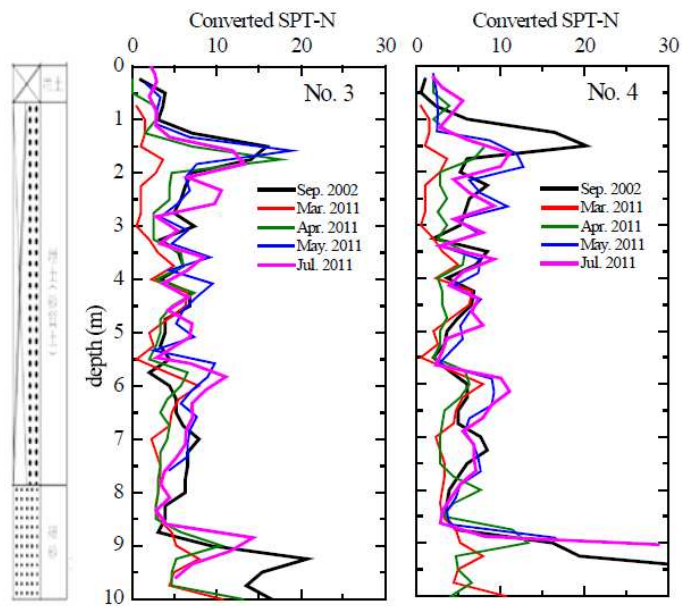 Converted SPT-N
0 10 20 30
Converted SPT-N
0 10 20 30
No. 3
No. 4
Sep. 2002
Mar. 2011
Apr. 2011
May. 2011
Jul. 2011
Sep. 2002
Mar. 2011
Apr. 2011
May. 2011
Jul. 2011
depth (m)
0
1
2
3
4
5
6
7
8
9
10